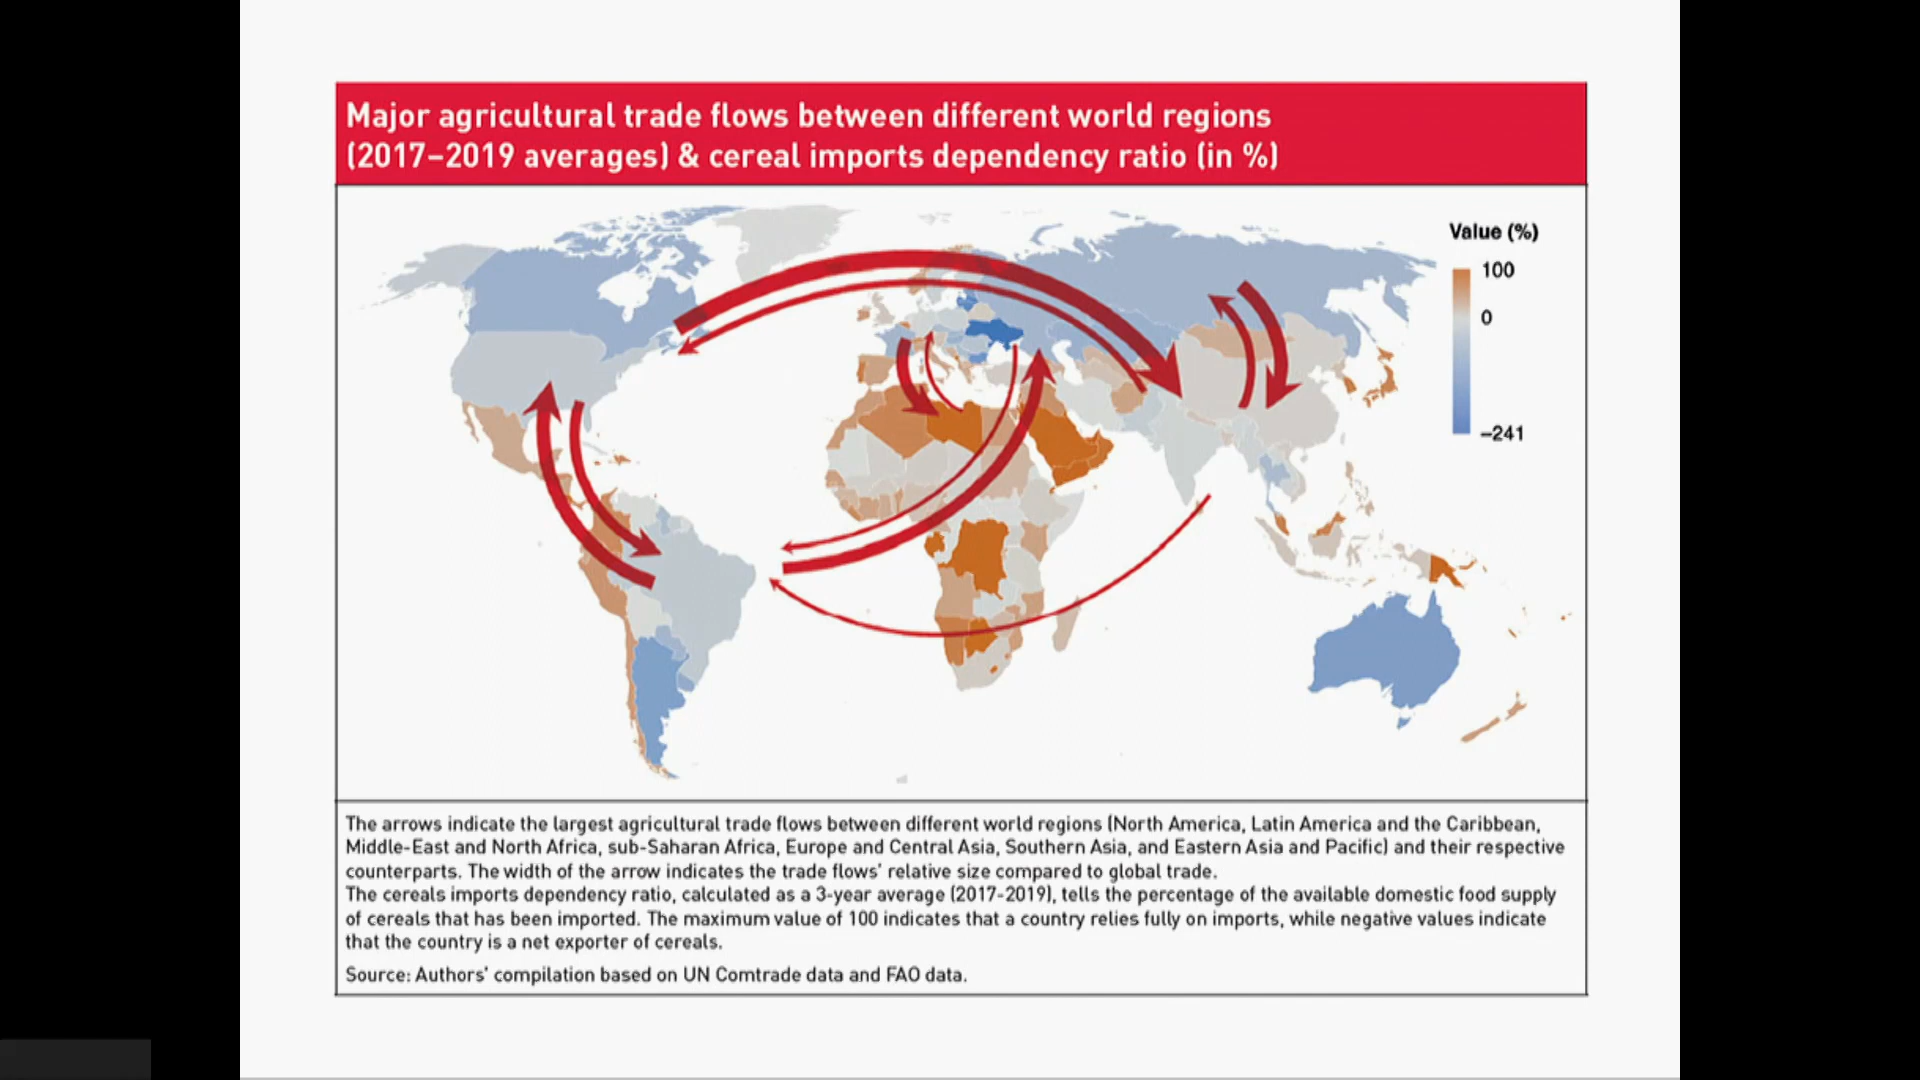 Major agricultural trade flows between different world regions
(2017–2019 averages) & cereal imports dependency ratio (in %)
Value (%)
100
0
–241
The arrows indicate the largest agricultural trade flows between different world regions (North America, Latin America and the Caribbean,
Middle-East and North Africa, sub-Saharan Africa, Europe and Central Asia, Southern Asia, and Eastern Asia and Pacific) and their respective
counterparts. The width of the arrow indicates the trade flows’ relative size compared to global trade.
The cereals imports dependency ratio, calculated as a 3-year average (2017-2019), tells the percentage of the available domestic food supply
of cereals that has been imported. The maximum value of 100 indicates that a country relies fully on imports, while negative values indicate
that the country is a net exporter of cereals.
Source: Authors’ compilation based on UN Comtrade data and FAO data.